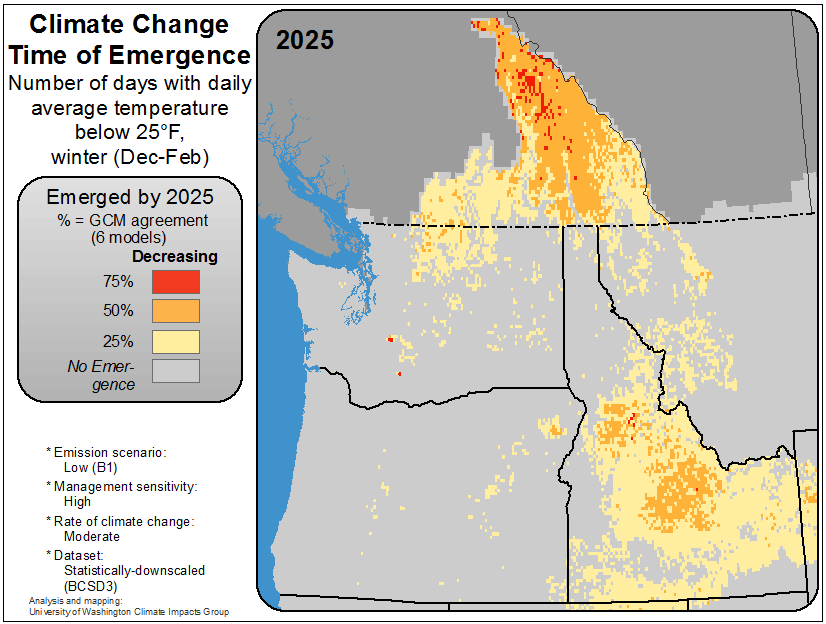 Climate Change
Time of Emergence
Number of days with daily
average temperature
below 25°F,
winter (Dec-Feb)
Emerged by 2025
% = GCM agreement
(6 models)
Decreasing
75%
50%
25%
No Emer-
gence
* Emission scenario:
Low (B1)
* Management sensitivity:
High
* Rate of climate change:
Moderate
* Dataset:
Statistically-downscaled
(BCSD3)
Analysis and mapping:
University of Washington Climate Impacts Group
2025